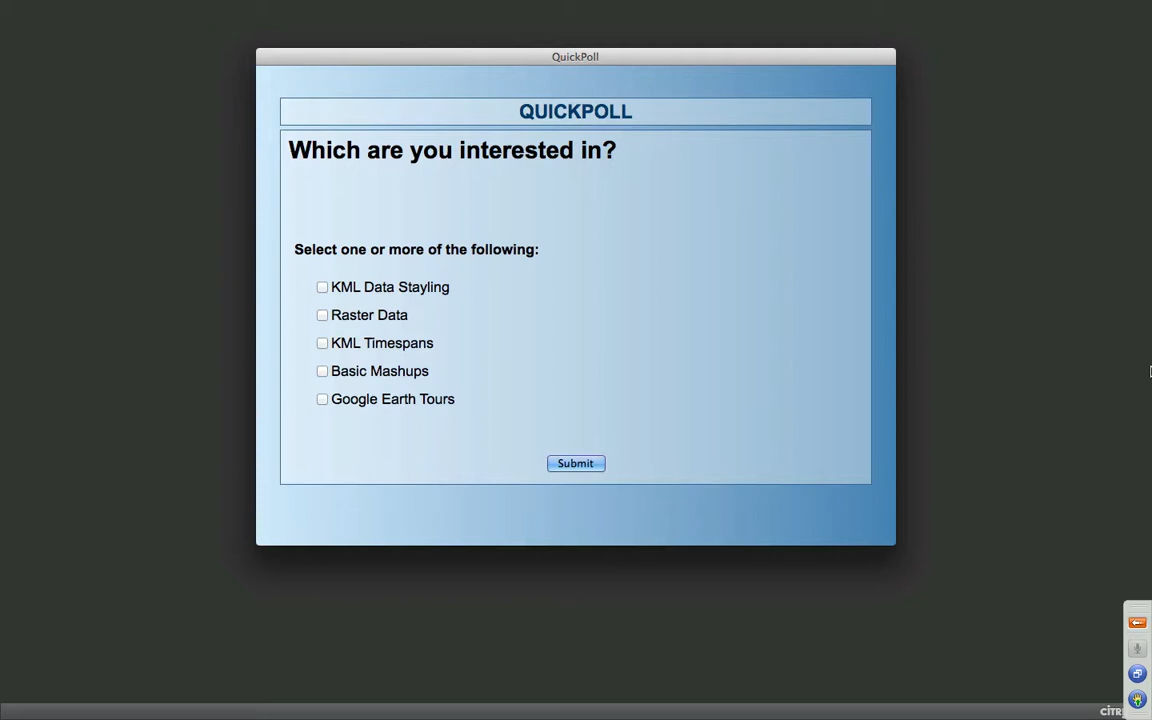 QuickPoll
QUICKPOLL
Which are you interested in?
Select one or more of the following:
KML Data Stayling
Raster Data
KML Timespans
Basic Mashups
Google Earth Tours
Submit